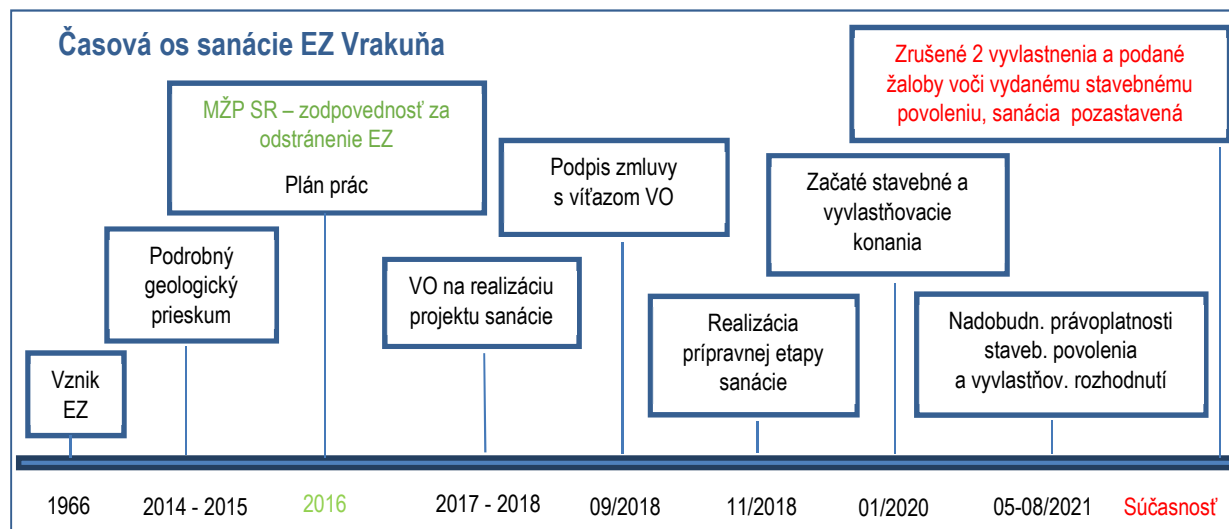 Časová os sanácie EZ Vrakuňa
Zrušené 2 vyvlastnenia a podané
žaloby voči vydanému stavebnému
povoleniu, sanácia pozastavená
MŽP SR – zodpovednosť za
odstránenie EZ
Plán prác
Podpis zmluvy
s víťazom VO
Začaté stavebné a
vyvlastňovacie
konania
Podrobný
geologický
prieskum
VO na realizáciu
projektu sanácie
Realizácia
prípravnej etapy
sanácie
Nadobudn. právoplatnosti
staveb. povolenia
a vyvlastňov. rozhodnutí
Vznik
EZ
1966
2014 - 2015
2016
2017 - 2018
09/2018
11/2018
01/2020
05-08/2021
Súčasnosť